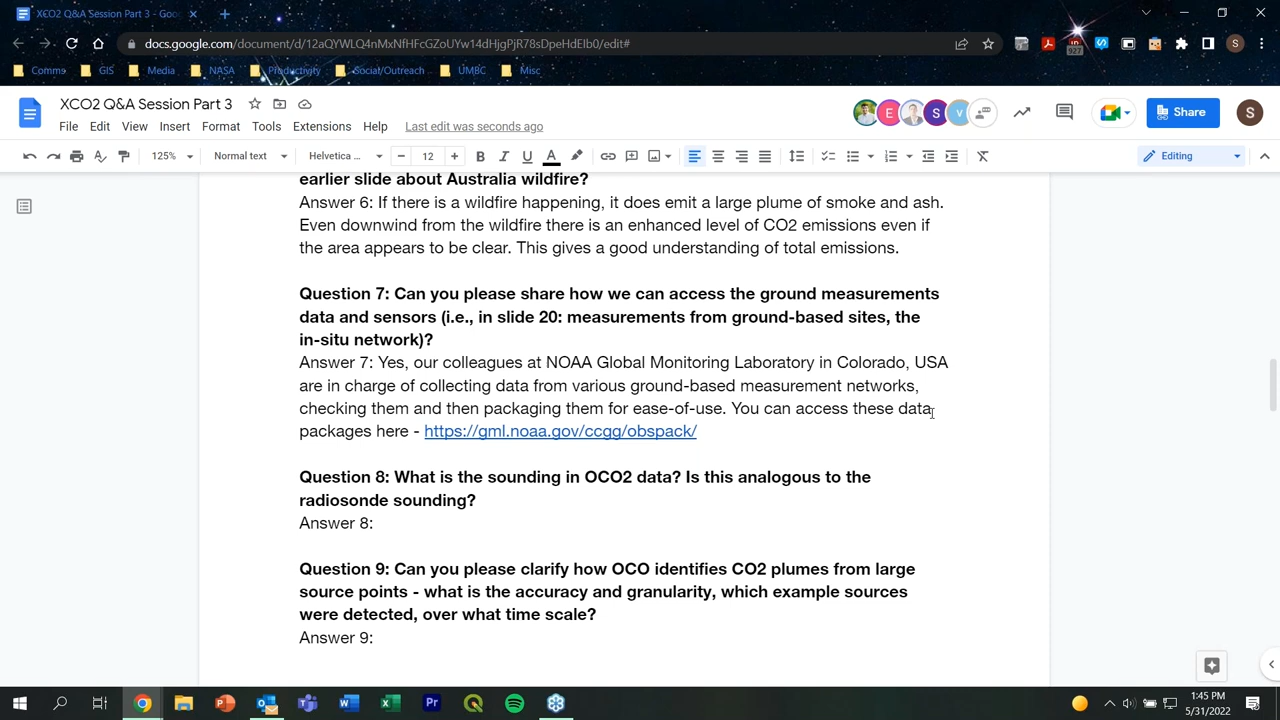 XCO2 Q&A Session Part 3 - Goo
docs.google.com/document/d/12aQYWLQ4nMxNfHFcGZoUYw14dHjgPjR78sDpeHdEIb0/edit#
927
S
Comms
GIS
Media
NASA
Productivity
Social/Outreach
UMBC
Misc
XCO2 Q&A Session Part 3
E
S
V
Share
S
File Edit View Insert Format Tools Extensions Help Last edit was seconds ago
125% Normal text Helvetica ... 12 B I U A Editing
earlier slide about Australia wildfire?
Answer 6: If there is a wildfire happening, it does emit a large plume of smoke and ash.
Even downwind from the wildfire there is an enhanced level of CO2 emissions even if
the area appears to be clear. This gives a good understanding of total emissions.
Question 7: Can you please share how we can access the ground measurements
data and sensors (i.e., in slide 20: measurements from ground-based sites, the
in-situ network)?
Answer 7: Yes, our colleagues at NOAA Global Monitoring Laboratory in Colorado, USA
are in charge of collecting data from various ground-based measurement networks,
checking them and then packaging them for ease-of-use. You can access these data
packages here - https://gml.noaa.gov/ccgg/obspack/
Question 8: What is the sounding in OCO2 data? Is this analogous to the
radiosonde sounding?
Answer 8:
Question 9: Can you please clarify how OCO identifies CO2 plumes from large
source points - what is the accuracy and granularity, which example sources
were detected, over what time scale?
Answer 9:
1:45 PM
5/31/2022